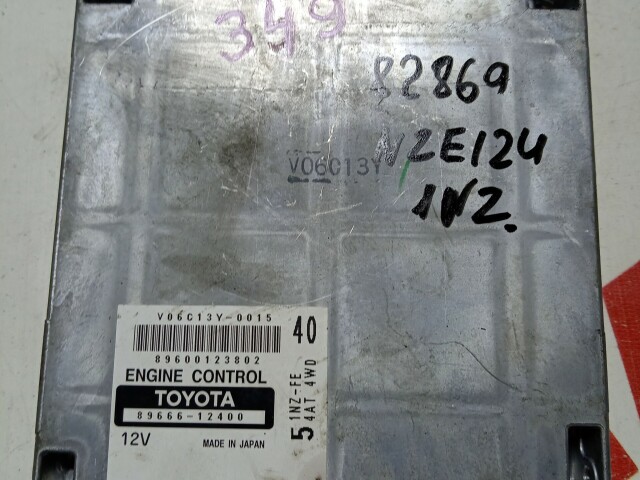 349
82869
NZE124
V06C13Y
1NZ.
V06C13Y-0015
40
89600123802
ENGINE CONTROL
TOYOTA
89666-12400
12V
MADE IN JAPAN
5
1NZ-FE
4AT 4WD